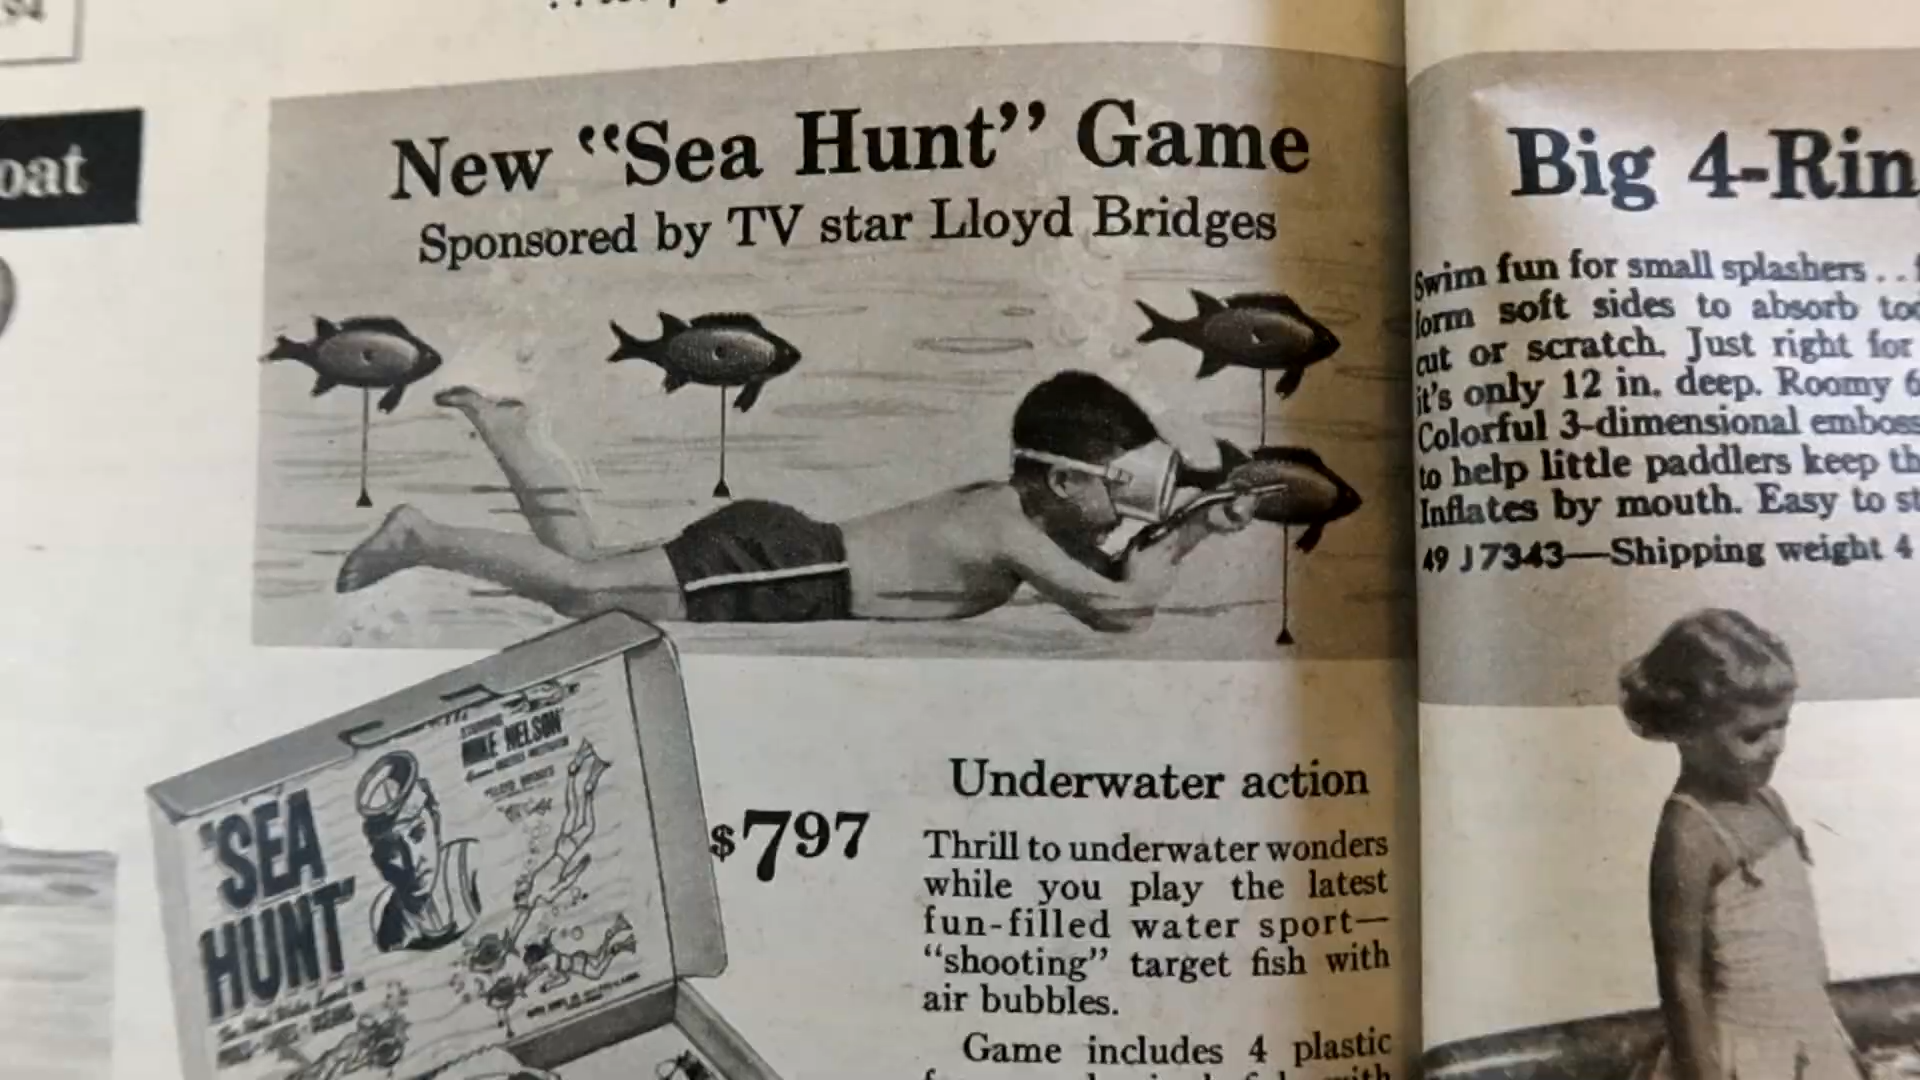 oat
New “Sea Hunt” Game
Sponsored by TV star Lloyd Bridges
'SEA
HUNT'
MIKE NELSON
$797
Underwater action
Thrill to underwater wonders
while you play the latest
fun-filled water sport—
“shooting” target fish with
air bubbles.
Game includes 4 plastic
Big 4-Rin
Swim fun for small splashers . .
form soft sides to absorb
cut or scratch. Just right for
it's only 12 in. deep. Roomy 6
Colorful 3-dimensional emboss
to help little paddlers keep th
Inflates by mouth. Easy to st
49 J 7343—Shipping weight 4